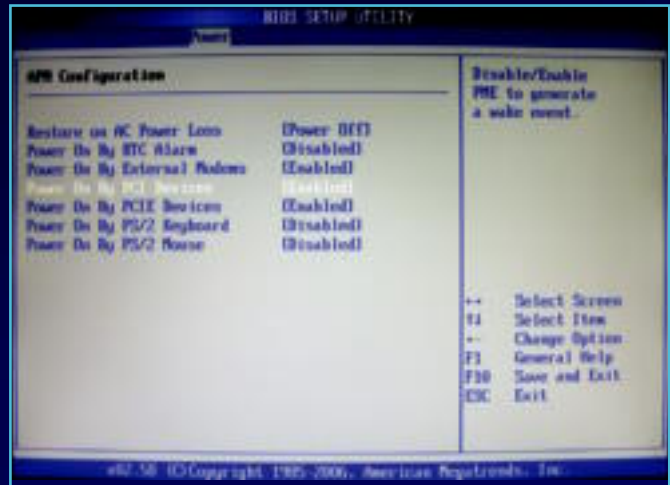 BIOS SETUP UTILITY
Power
APM Configuration
Restore on AC Power Loss [Power Off]
Power On By RTC Alarm [Disabled]
Power On By External Modems [Enabled]
Power On By PCI Devices [Enabled]
Power On By PCIE Devices [Enabled]
Power On By PS/2 Keyboard [Disabled]
Power On By PS/2 Mouse [Disabled]
Disable/Enable
PME to generate
a wake event.
←→ Select Screen
↑↓ Select Item
+- Change Option
F1 General Help
F10 Save and Exit
ESC Exit
v02.58 (C)Copyright 1985-2006, American Megatrends, Inc.